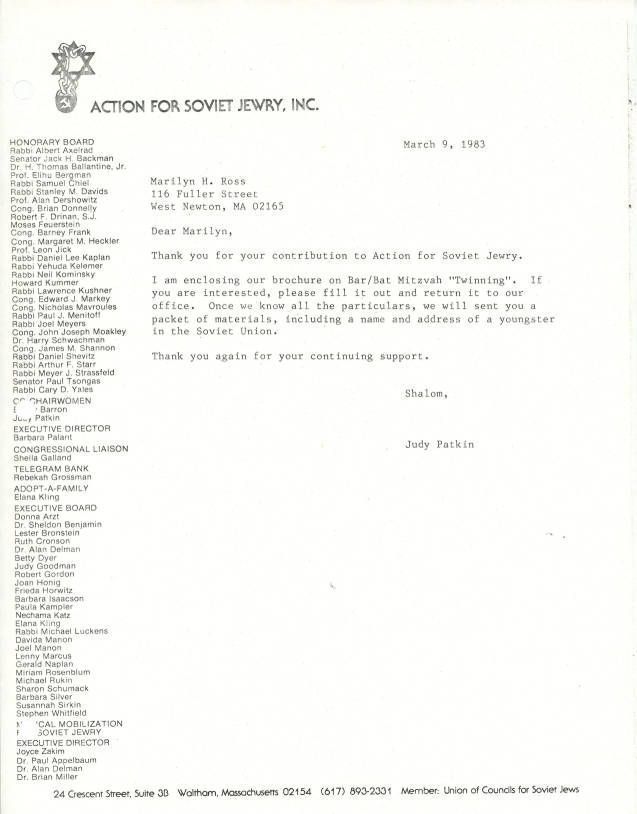 ACTION FOR SOVIET JEWRY, INC.
HONORARY BOARD
Rabbi Albert Axelrad
Senator Jack H. Backman
Dr. H. Thomas Ballantine, Jr.
Prof. Elihu Bergman
Rabbi Samuel Chiel
Rabbi Stanley M. Davids
Prof. Alan Dershowitz
Cong. Brian Donnelly
Robert F. Drinan, S.J.
Moses Feuerstein
Cong. Barney Frank
Cong. Margaret M. Heckler
Prof. Leon Jick
Rabbi Daniel Lee Kaplan
Rabbi Yehuda Kelemer
Rabbi Neil Kominsky
Howard Kummer
Rabbi Lawrence Kushner
Cong. Edward J. Markey
Cong. Nicholas Mavroules
Rabbi Paul J. Menitoff
Rabbi Joel Meyers
Cong. John Joseph Moakley
Dr. Harry Schwachman
Cong. James M. Shannon
Rabbi Daniel Shevitz
Rabbi Arthur F. Starr
Rabbi Meyer J. Strassfeld
Senator Paul Tsongas
Rabbi Cary D. Yales
CHAIRWOMEN
Barron
Judy Patkin
EXECUTIVE DIRECTOR
Barbara Palant
CONGRESSIONAL LIAISON
Sheila Galland
TELEGRAM BANK
Rebekah Grossman
ADOPT-A-FAMILY
Elana Kling
EXECUTIVE BOARD
Donna Arzt
Dr. Sheldon Benjamin
Lester Bronstein
Ruth Cronson
Dr. Alan Delman
Betty Dyer
Judy Goodman
Robert Gordon
Joan Honig
Frieda Horwitz
Barbara Isaacson
Paula Kampler
Nechama Katz
Elana Kling
Rabbi Michael Luckens
Davida Manon
Joel Manon
Lenny Marcus
Gerald Naplan
Miriam Rosenblum
Michael Rukin
Sharon Schumack
Barbara Silver
Susannah Sirkin
Stephen Whitfield
MOBILIZATION
SOVIET JEWRY
EXECUTIVE DIRECTOR
Joyce Zakim
Dr. Paul Appelbaum
Dr. Alan Delman
Dr. Brian Miller
March 9, 1983
Marilyn H. Ross
116 Fuller Street
West Newton, MA 02165
Dear Marilyn,
Thank you for your contribution to Action for Soviet Jewry.
I am enclosing our brochure on Bar/Bat Mitzvah "Twinning". If
you are interested, please fill it out and return it to our
office. Once we know all the particulars, we will sent you a
packet of materials, including a name and address of a youngster
in the Soviet Union.
Thank you again for your continuing support.
Shalom,
Judy Patkin
24 Crescent Street, Suite 3B Waltham, Massachusetts 02154 (617) 893-2331 Member: Union of Councils for Soviet Jews